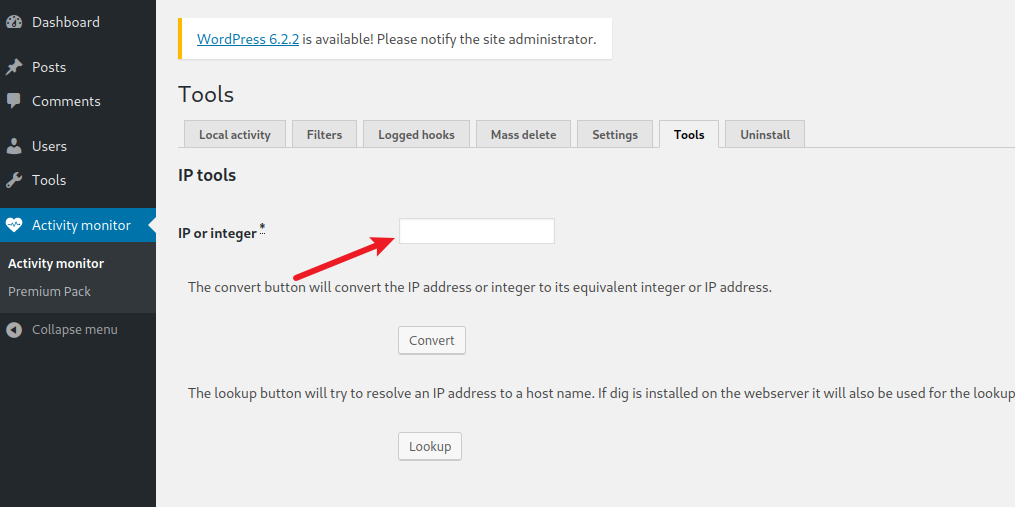 Dashboard
Posts
Comments
Users
Tools
Activity monitor
Activity monitor
Premium Pack
Collapse menu
WordPress 6.2.2 is available! Please notify the site administrator.
Tools
Local activity Filters Logged hooks Mass delete Settings Tools Uninstall
IP tools
IP or integer *
The convert button will convert the IP address or integer to its equivalent integer or IP address.
Convert
The lookup button will try to resolve an IP address to a host name. If dig is installed on the webserver it will also be used for the lookup
Lookup